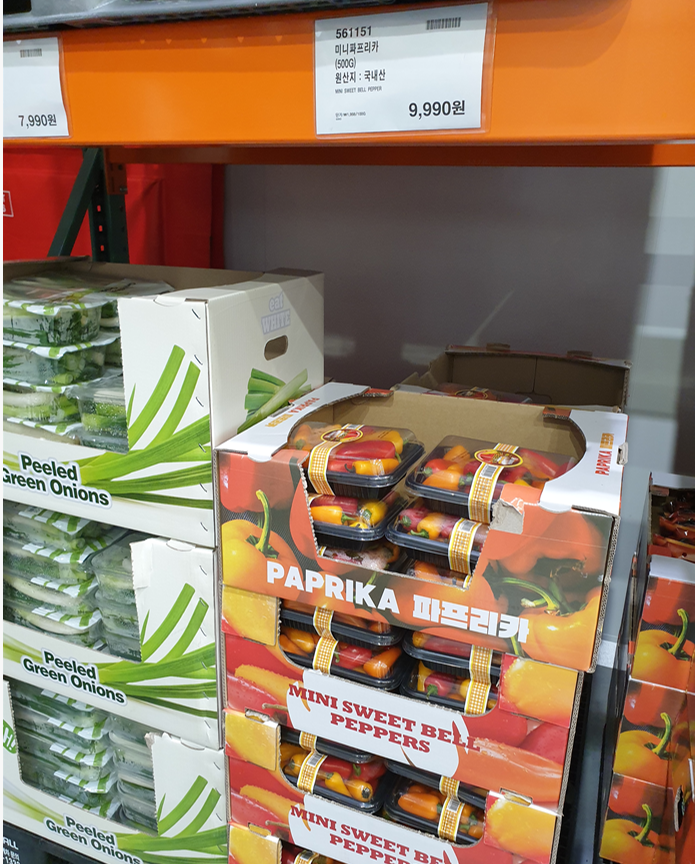 561151
미니파프리카
(500G)
원산지 : 국내산
MINI SWEET BELL PEPPER
9,990원
7,990원
WHITE
Peeled
Green Onions
PAPRIKA
PAPRIKA 파프리카
Peeled
Green Onions
MINI SWEET BELL
PEPPERS
Peeled
Green Onions
MINI SWEET BE
PEPPER